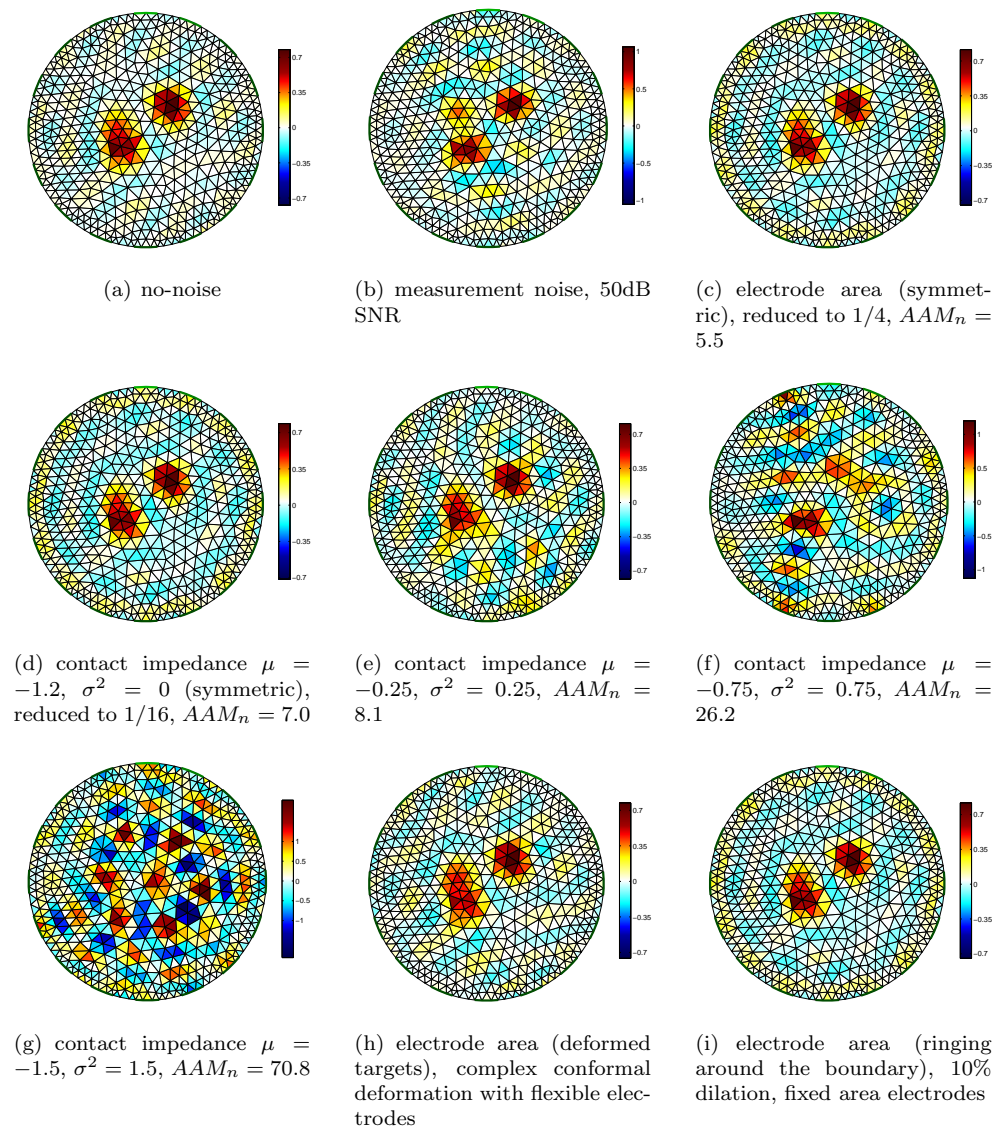 0.7
0.35
0
−0.35
−0.7
(a) no-noise
1
0.5
0
−0.5
−1
(b) measurement noise, 50dB
SNR
0.7
0.35
0
−0.35
−0.7
(c) electrode area (symmet-
ric), reduced to 1/4, AAMₙ =
5.5
0.7
0.35
0
−0.35
−0.7
(d) contact impedance μ =
−1.2, σ² = 0 (symmetric),
reduced to 1/16, AAMₙ = 7.0
0.7
0.35
0
−0.35
−0.7
(e) contact impedance μ =
−0.25, σ² = 0.25, AAMₙ =
8.1
1
0.5
0
−0.5
−1
(f) contact impedance μ =
−0.75, σ² = 0.75, AAMₙ =
26.2
1
0.5
0
−0.5
−1
(g) contact impedance μ =
−1.5, σ² = 1.5, AAMₙ = 70.8
0.7
0.35
0
−0.35
−0.7
(h) electrode area (deformed
targets), complex conformal
deformation with flexible elec-
trodes
0.7
0.35
0
−0.35
−0.7
(i) electrode area (ringing
around the boundary), 10%
dilation, fixed area electrodes